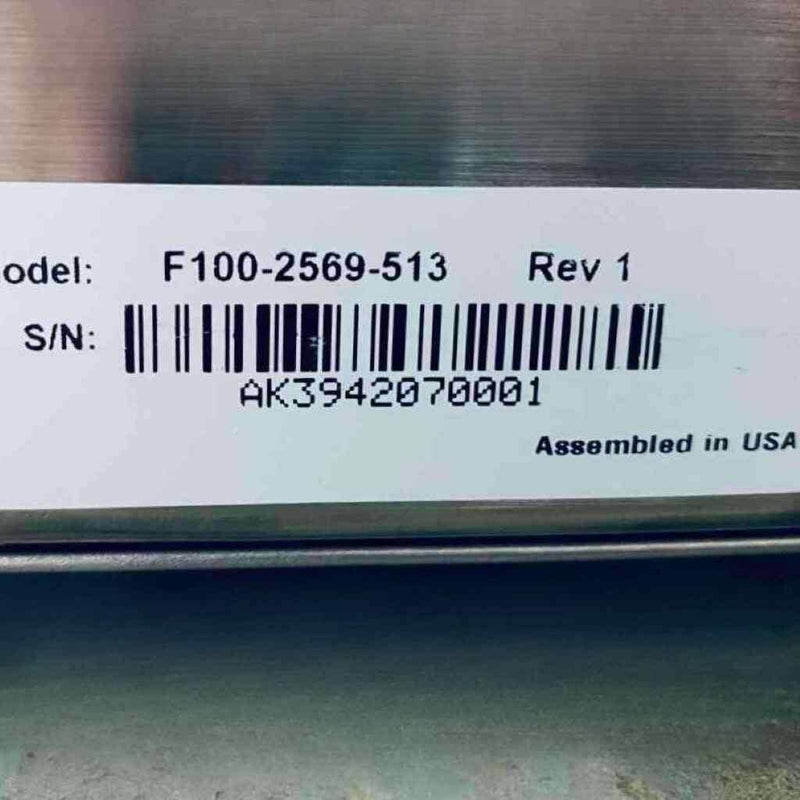 odel: F100-2569-513 Rev 1
S/N:
AK3942070001
Assembled in USA